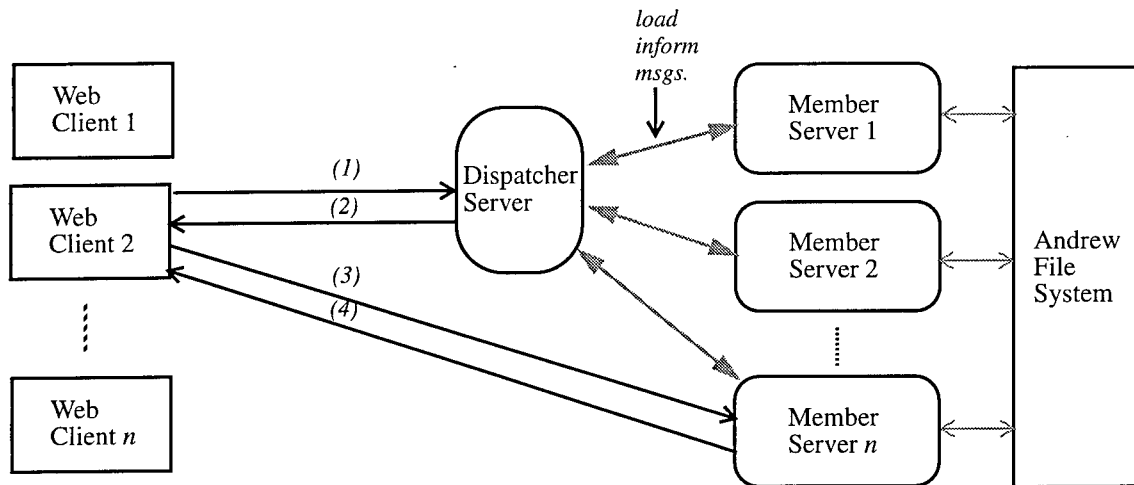 load
inform
msgs.
Web
Client 1
Member
Server 1
(1)
Dispatcher
Server
(2)
Web
Client 2
Member
Server 2
Andrew
File
System
(3)
(4)
Web
Client n
Member
Server n